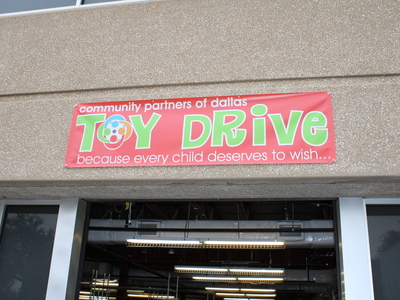 community partners of dallas
TOY DRiVE
because every child deserves to wish...